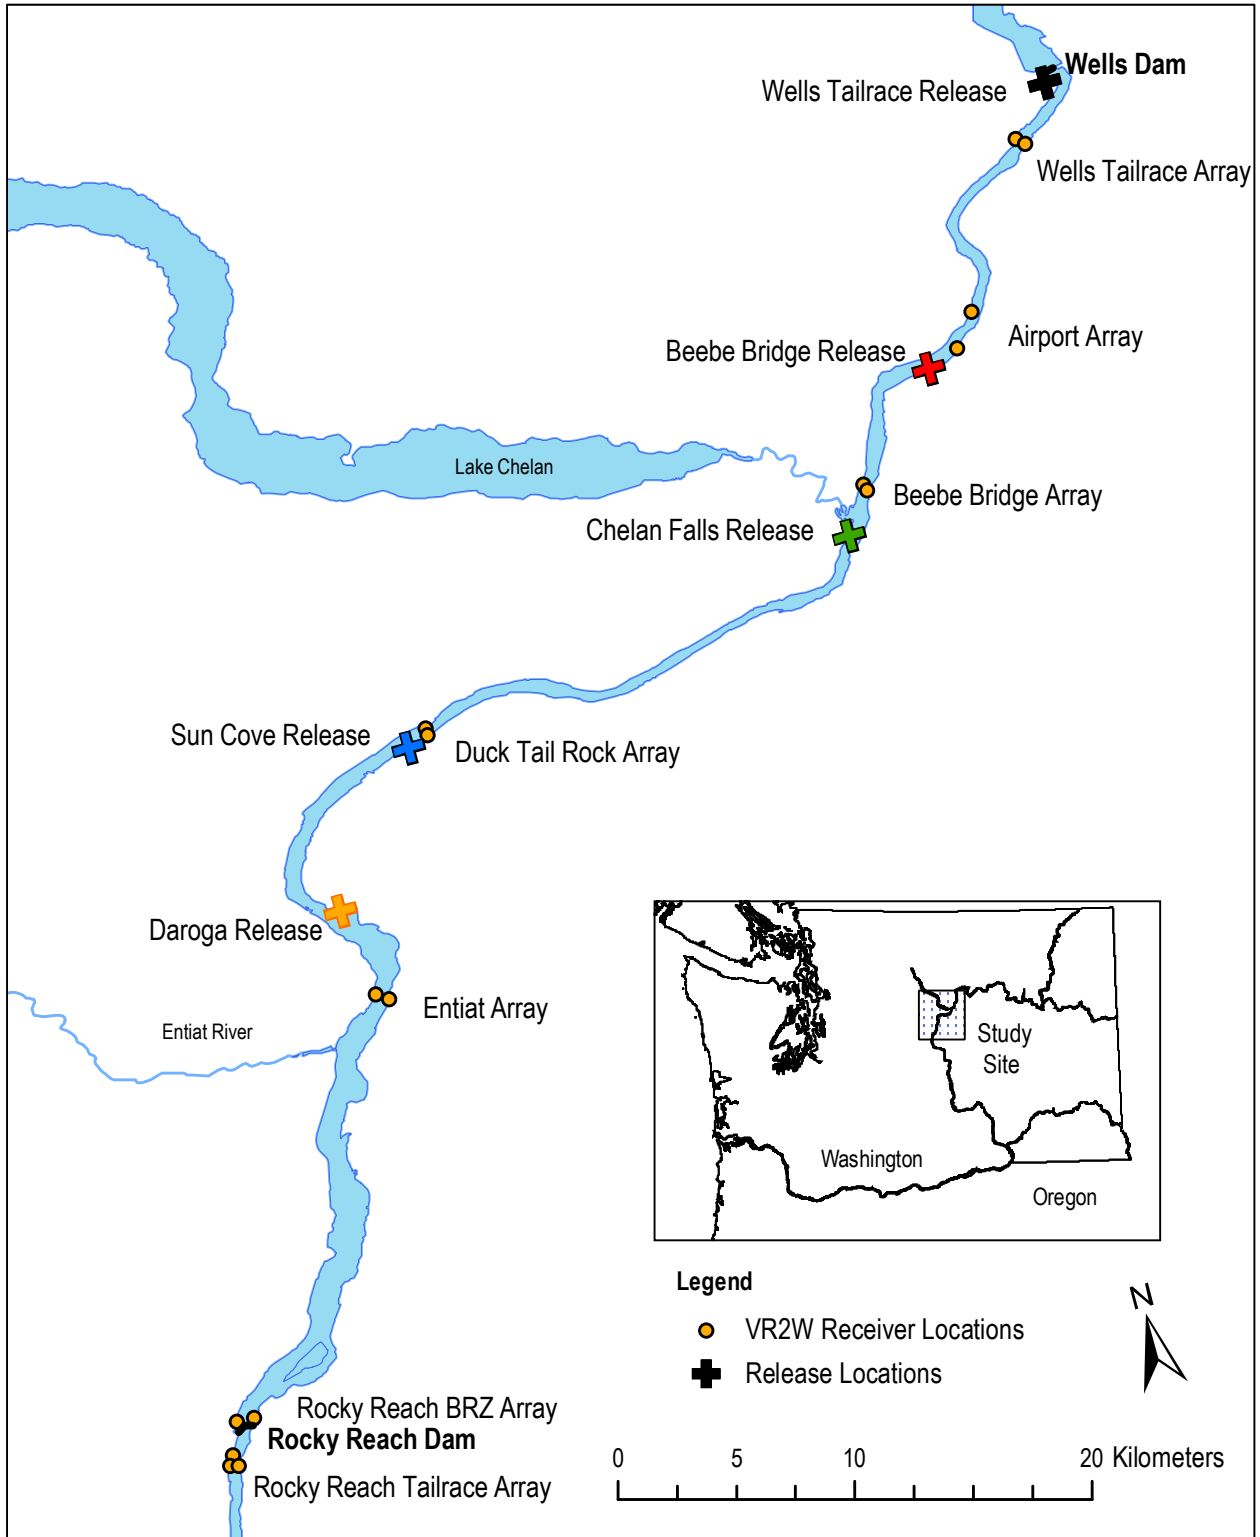 Wells Dam
Wells Tailrace Release
Wells Tailrace Array
Airport Array
Beebe Bridge Release
Lake Chelan
Beebe Bridge Array
Chelan Falls Release
Sun Cove Release
Duck Tail Rock Array
Daroga Release
Entiat Array
Entiat River
Study
Site
Washington
Oregon
Legend
VR2W Receiver Locations
Release Locations
N
Rocky Reach BRZ Array
Rocky Reach Dam
Rocky Reach Tailrace Array
0 5 10 20 Kilometers